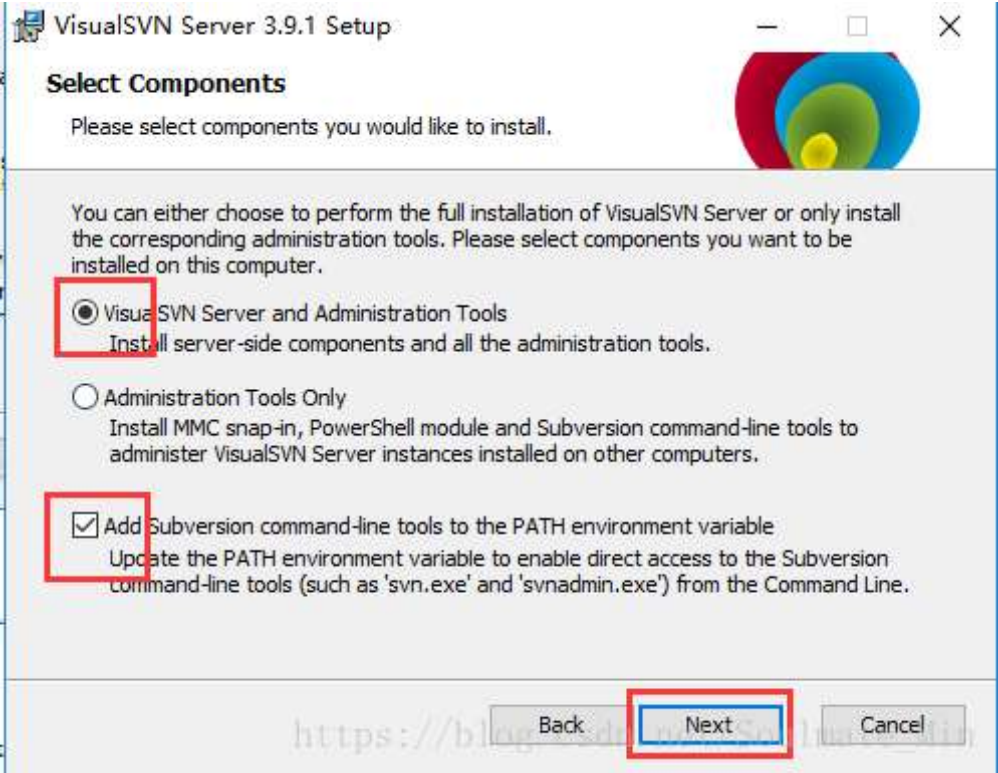 VisualSVN Server 3.9.1 Setup
Select Components
Please select components you would like to install.
You can either choose to perform the full installation of VisualSVN Server or only install
the corresponding administration tools. Please select components you want to be
installed on this computer.
VisualSVN Server and Administration Tools
Install server-side components and all the administration tools.
Administration Tools Only
Install MMC snap-in, PowerShell module and Subversion command-line tools to
administer VisualSVN Server instances installed on other computers.
Add Subversion command-line tools to the PATH environment variable
Update the PATH environment variable to enable direct access to the Subversion
command-line tools (such as 'svn.exe' and 'svnadmin.exe') from the Command Line.
Back Next Cancel
https://blog.csdn.net/Soulmate_Min